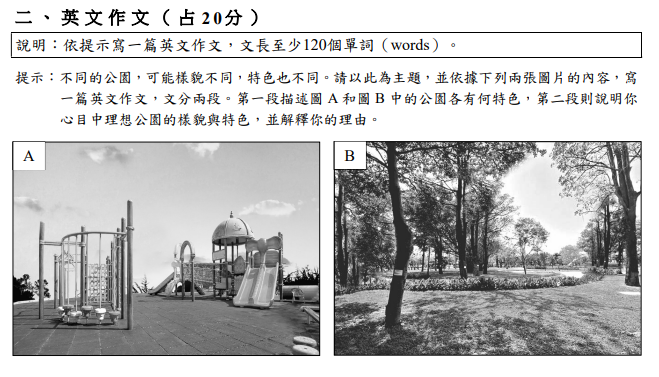 二、英文作文（占20分）
說明：依提示寫一篇英文作文，文長至少120個單詞（words）。
提示：不同的公園，可能樣貌不同，特色也不同。請以此為主題，並依據下列兩張圖片的內容，寫
一篇英文作文，文分兩段。第一段描述圖 A 和圖 B 中的公園各有何特色，第二段則說明你
心目中理想公園的樣貌與特色，並解釋你的理由。
A
B